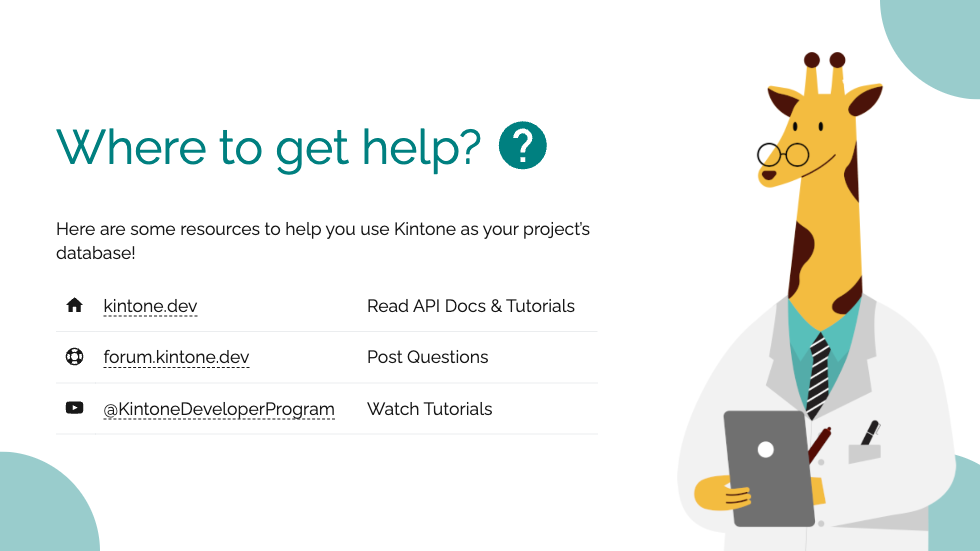 Where to get help?
Here are some resources to help you use Kintone as your project's
database!
kintone.dev Read API Docs & Tutorials
forum.kintone.dev Post Questions
@KintoneDeveloperProgram Watch Tutorials